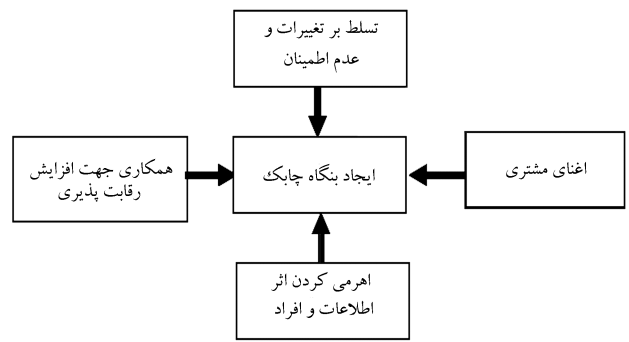 تسلط بر تغییرات و
عدم اطمینان
همکاری جهت افزایش
رقابت پذیری
ایجاد بنگاه چابک
اغنای مشتری
اهرمی کردن اثر
اطلاعات و افراد